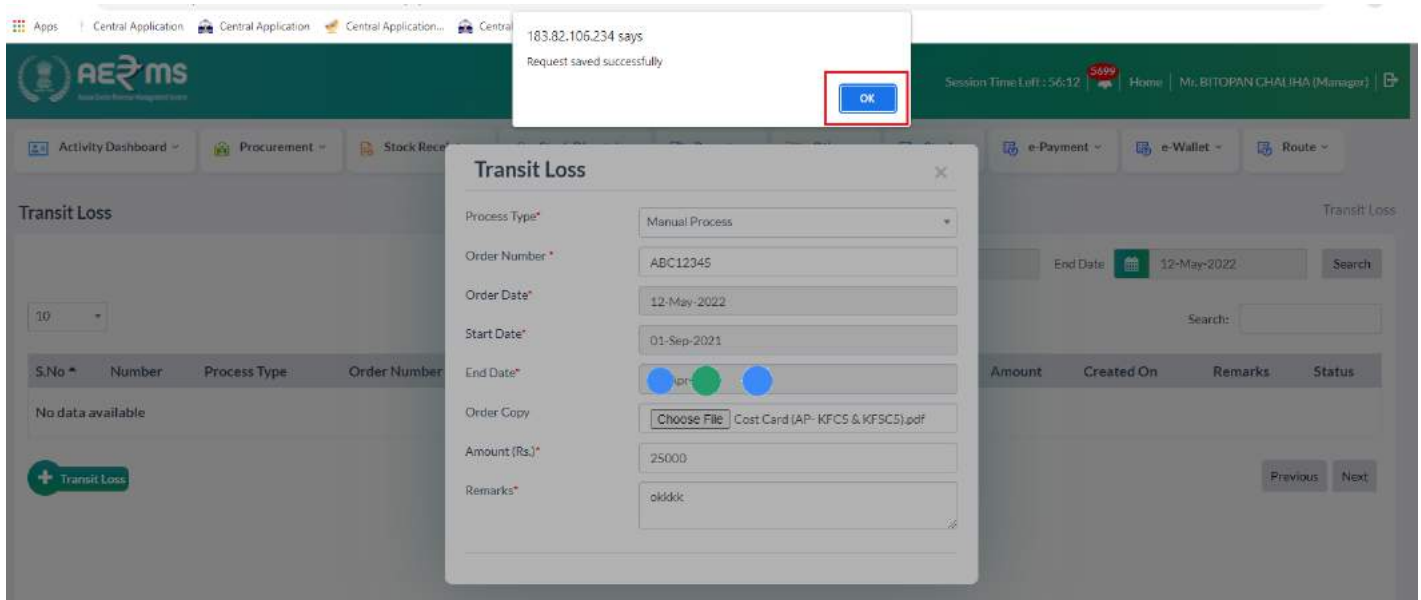 Apps Central Application Central Application Central Application... Central
183.82.106.234 says
Request saved successfully
OK
AERMS
Session Time Left : 56:12 5699 Home Mr. BITOPAN CHALIHA (Manager)
Activity Dashboard Procurement Stock e-Payment e-Wallet Route
Transit Loss
Transit Loss
End Date 12-May-2022 Search
10
Search:
S.No Number Process Type Order Number Amount Created On Remarks Status
No data available
Transit Loss
Previous Next
Transit Loss
×
Process Type* Manual Process
Order Number * ABC12345
Order Date* 12-May-2022
Start Date* 01-Sep-2021
End Date*
Order Copy Choose File Cost Card (AP- KFC5 & KFSC5).pdf
Amount (Rs.)* 25000
Remarks* okkkk